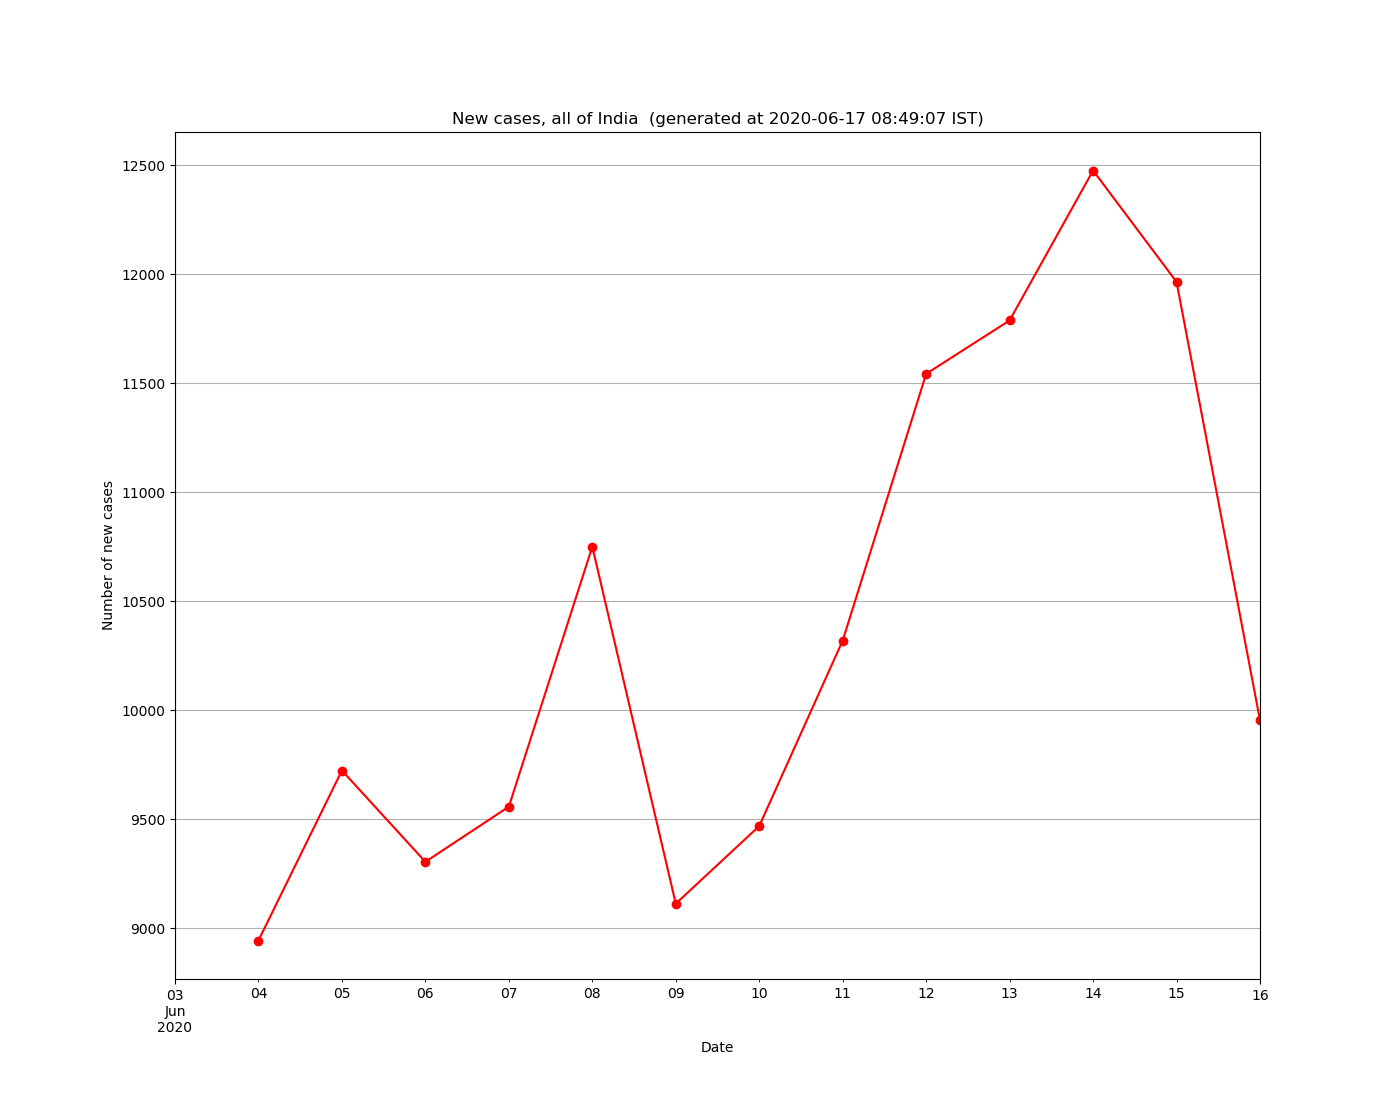 New cases, all of India  (generated at 2020-06-17 08:49:07 IST)
12500
12000
11500
11000
10500
10000
9500
9000
Number of new cases
03 04 05 06 07 08 09 10 11 12 13 14 15 16
Jun
2020
Date